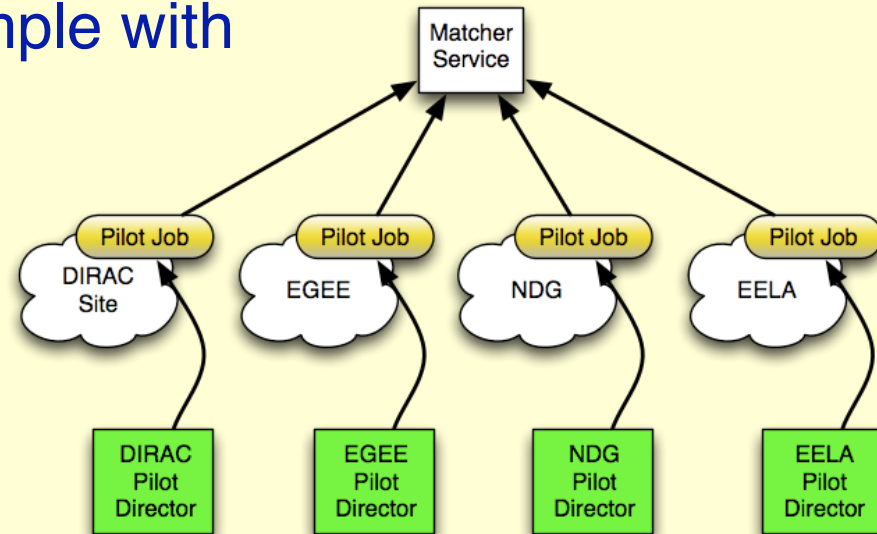 mple with
Matcher
Service
Pilot Job
Pilot Job
Pilot Job
Pilot Job
DIRAC
Site
EGEE
NDG
EELA
DIRAC
Pilot
Director
EGEE
Pilot
Director
NDG
Pilot
Director
EELA
Pilot
Director